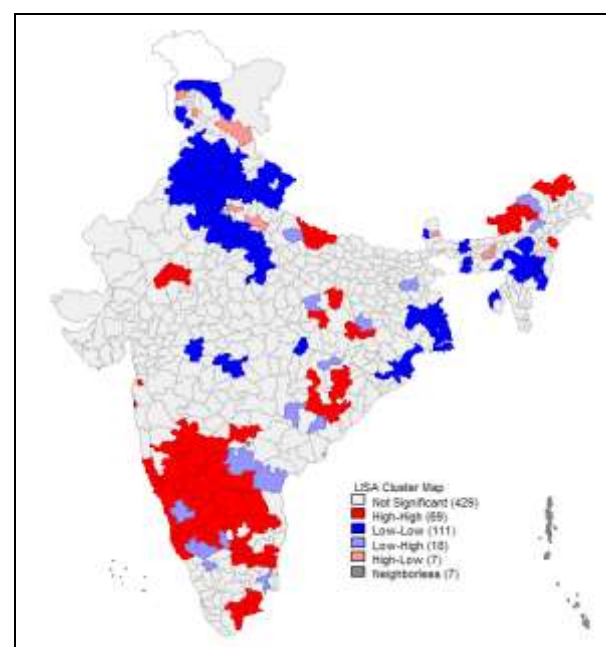 LISA Cluster Map
Not Significant (429)
High-High (69)
Low-Low (111)
Low-High (18)
High-Low (7)
Neighborless (7)